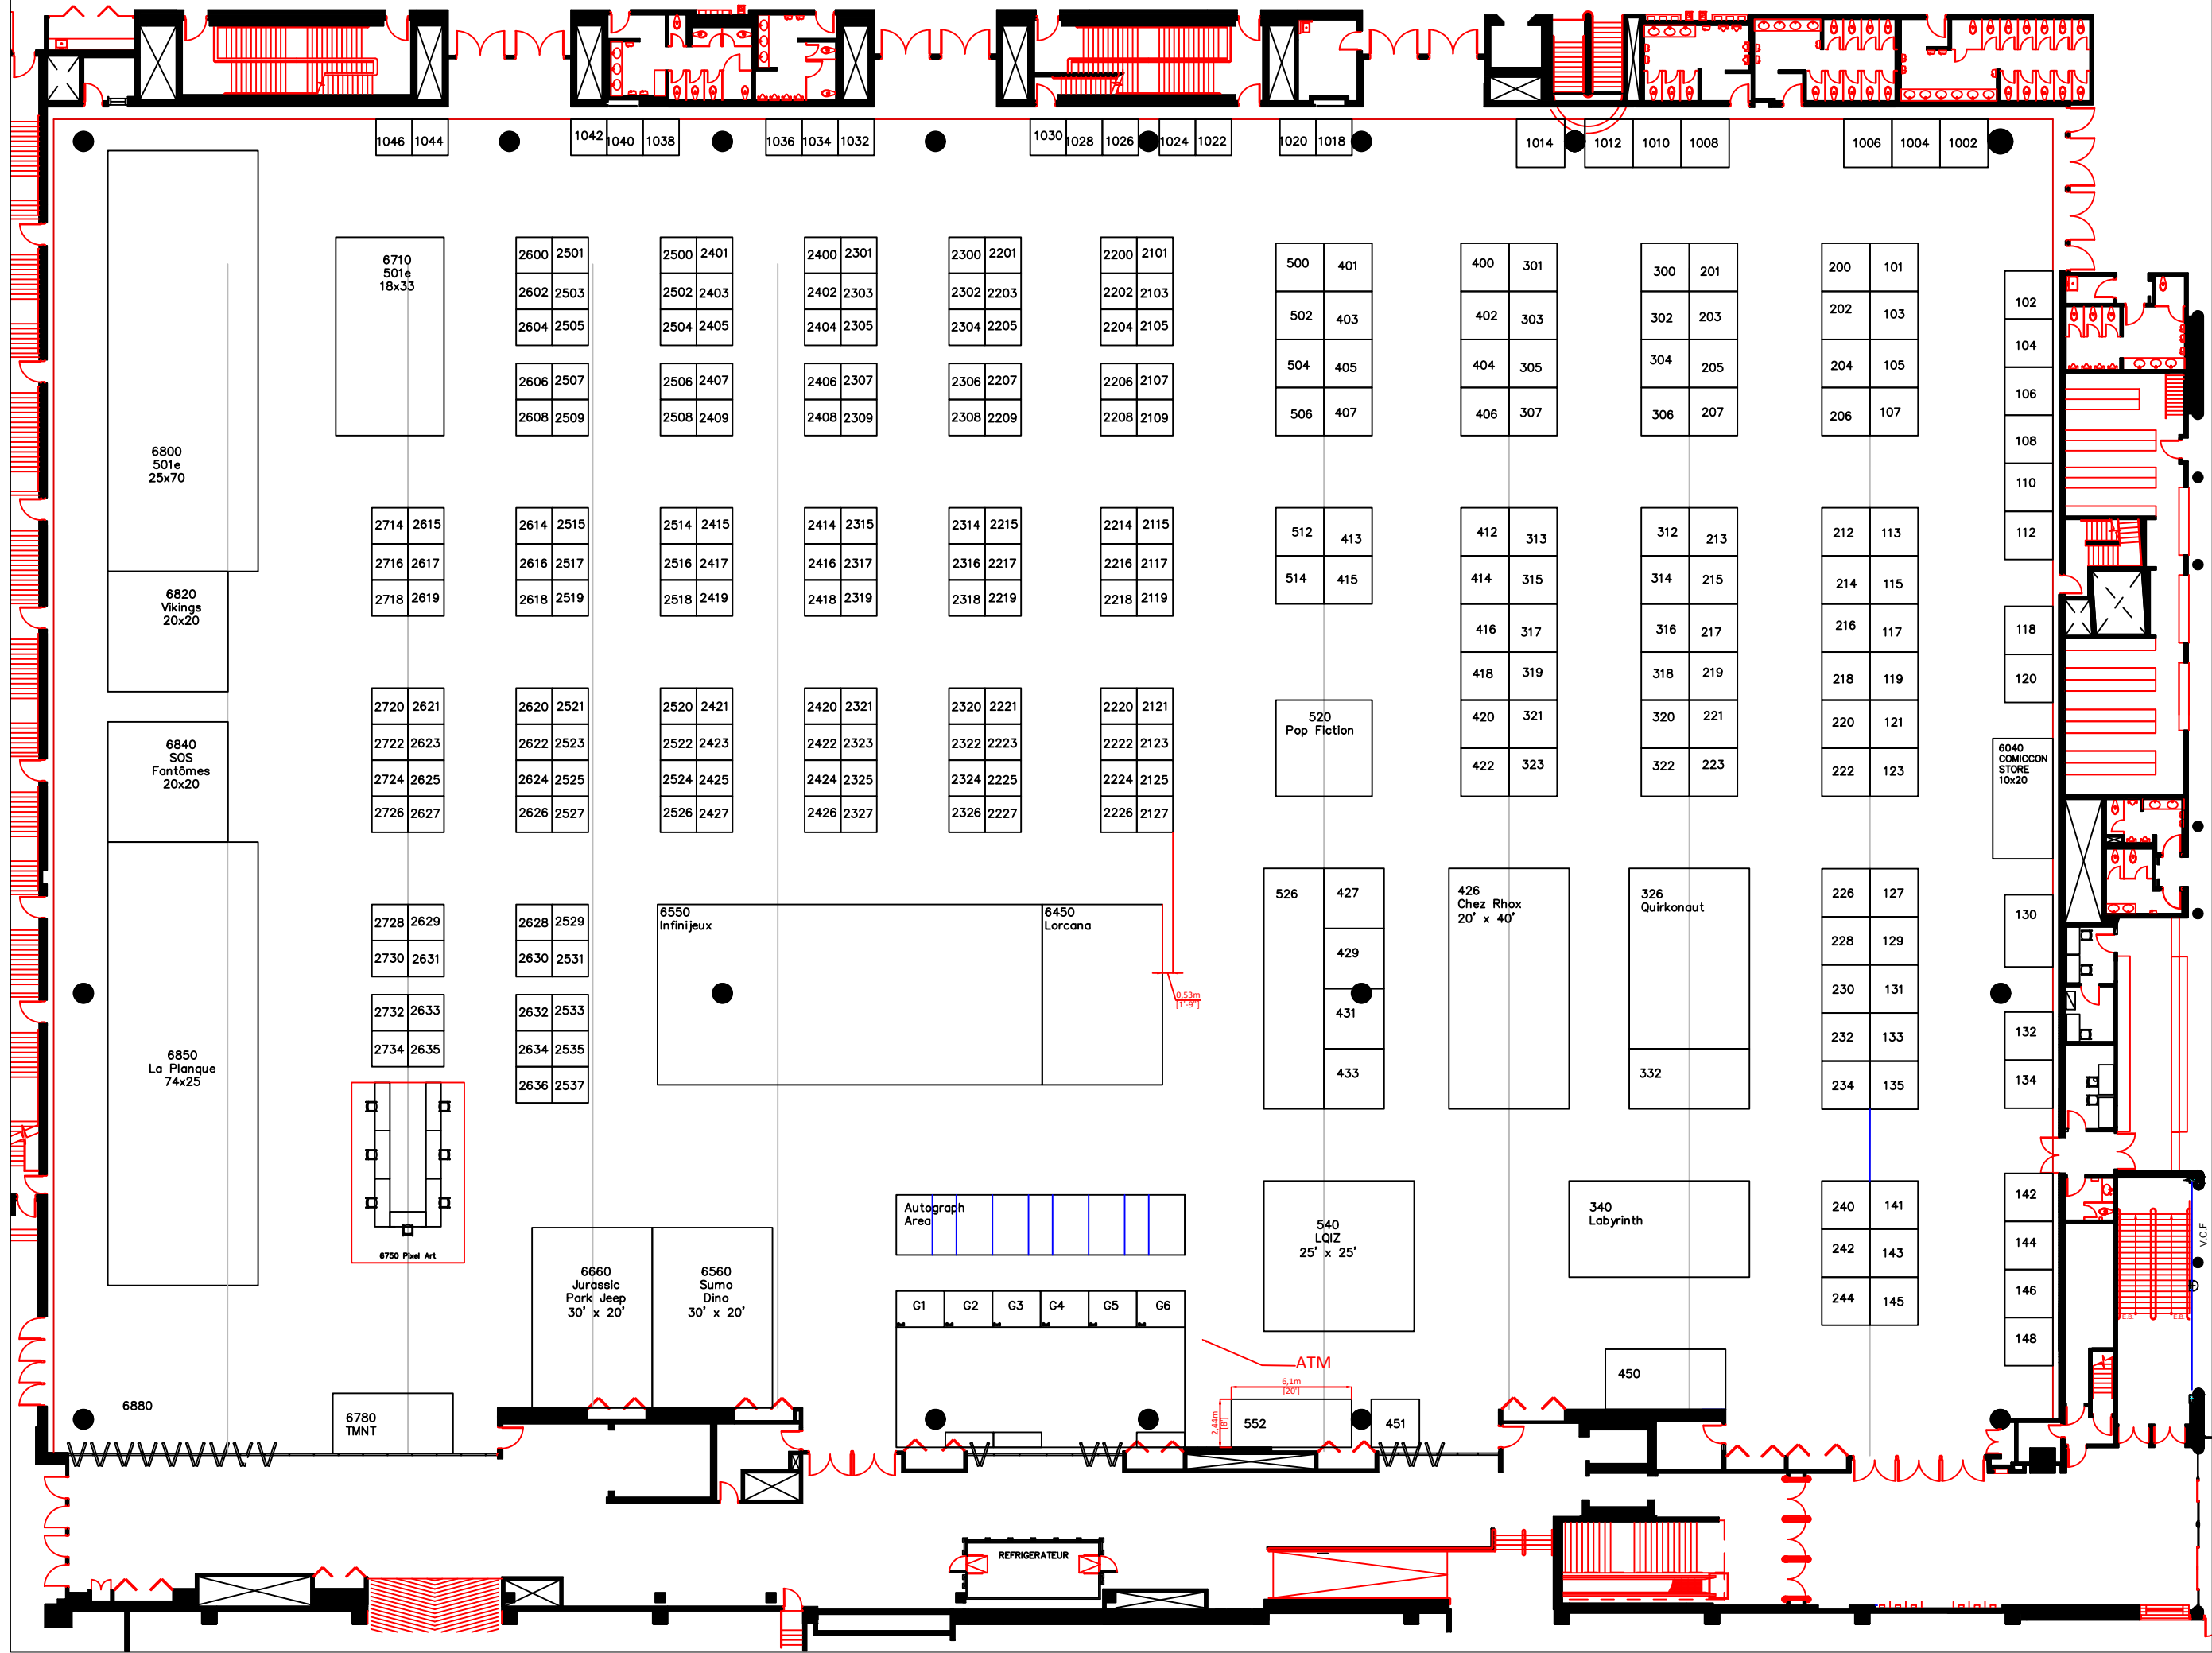 1046 1044 1042 1040 1038 1036 1034 1032 1030 1028 1026 1024 1022 1020 1018 1014 1012 1010 1008 1006 1004 1002
6710
501e
18x33
2600 2501 2500 2401 2400 2301 2300 2201 2200 2101
2602 2503 2502 2403 2402 2303 2302 2203 2202 2103
2604 2505 2504 2405 2404 2305 2304 2205 2204 2105
2606 2507 2506 2407 2406 2307 2306 2207 2206 2107
2608 2509 2508 2409 2408 2309 2308 2209 2208 2109
500 401 400 301 300 201 200 101
502 403 402 303 302 203 202 103
504 405 404 305 304 205 204 105
506 407 406 307 306 207 206 107
102
104
106
108
110
112
118
120
6800
501e
25x70
6820
Vikings
20x20
6840
SOS
Fantômes
20x20
6850
La Planque
74x25
2714 2615 2614 2515 2514 2415 2414 2315 2314 2215 2214 2115
2716 2617 2616 2517 2516 2417 2416 2317 2316 2217 2216 2117
2718 2619 2618 2519 2518 2419 2418 2319 2318 2219 2218 2119
512 413 412 313 312 213 212 113
514 415 414 315 314 215 214 115
416 317 316 217 216 117
418 319 318 219 218 119
420 321 320 221 220 121
422 323 322 223 222 123
520
Pop Fiction
6040
COMICCON
STORE
10x20
2720 2621 2620 2521 2520 2421 2420 2321 2320 2221 2220 2121
2722 2623 2622 2523 2522 2423 2422 2323 2322 2223 2222 2123
2724 2625 2624 2525 2524 2425 2424 2325 2324 2225 2224 2125
2726 2627 2626 2527 2526 2427 2426 2327 2326 2227 2226 2127
2728 2629 2628 2529
2730 2631 2630 2531
2732 2633 2632 2533
2734 2635 2634 2535
2636 2537
6550
Infinijeux
6450
Lorcana
0,53m
[1'-9"]
526 427
429
431
433
426
Chez Rhox
20' x 40'
326
Quirkonaut
332
226 127
228 129
230 131
232 133
234 135
130
132
134
6750 Pixel Art
6660
Jurassic
Park Jeep
30' x 20'
6560
Sumo
Dino
30' x 20'
Autograph
Area
G1 G2 G3 G4 G5 G6
540
LQIZ
25' x 25'
340
Labyrinth
240 141
242 143
244 145
142
144
146
148
V.C.F
ATM
6,1m
[20']
2,44m
[8']
552
451
450
6880
6780
TMNT
REFRIGERATEUR